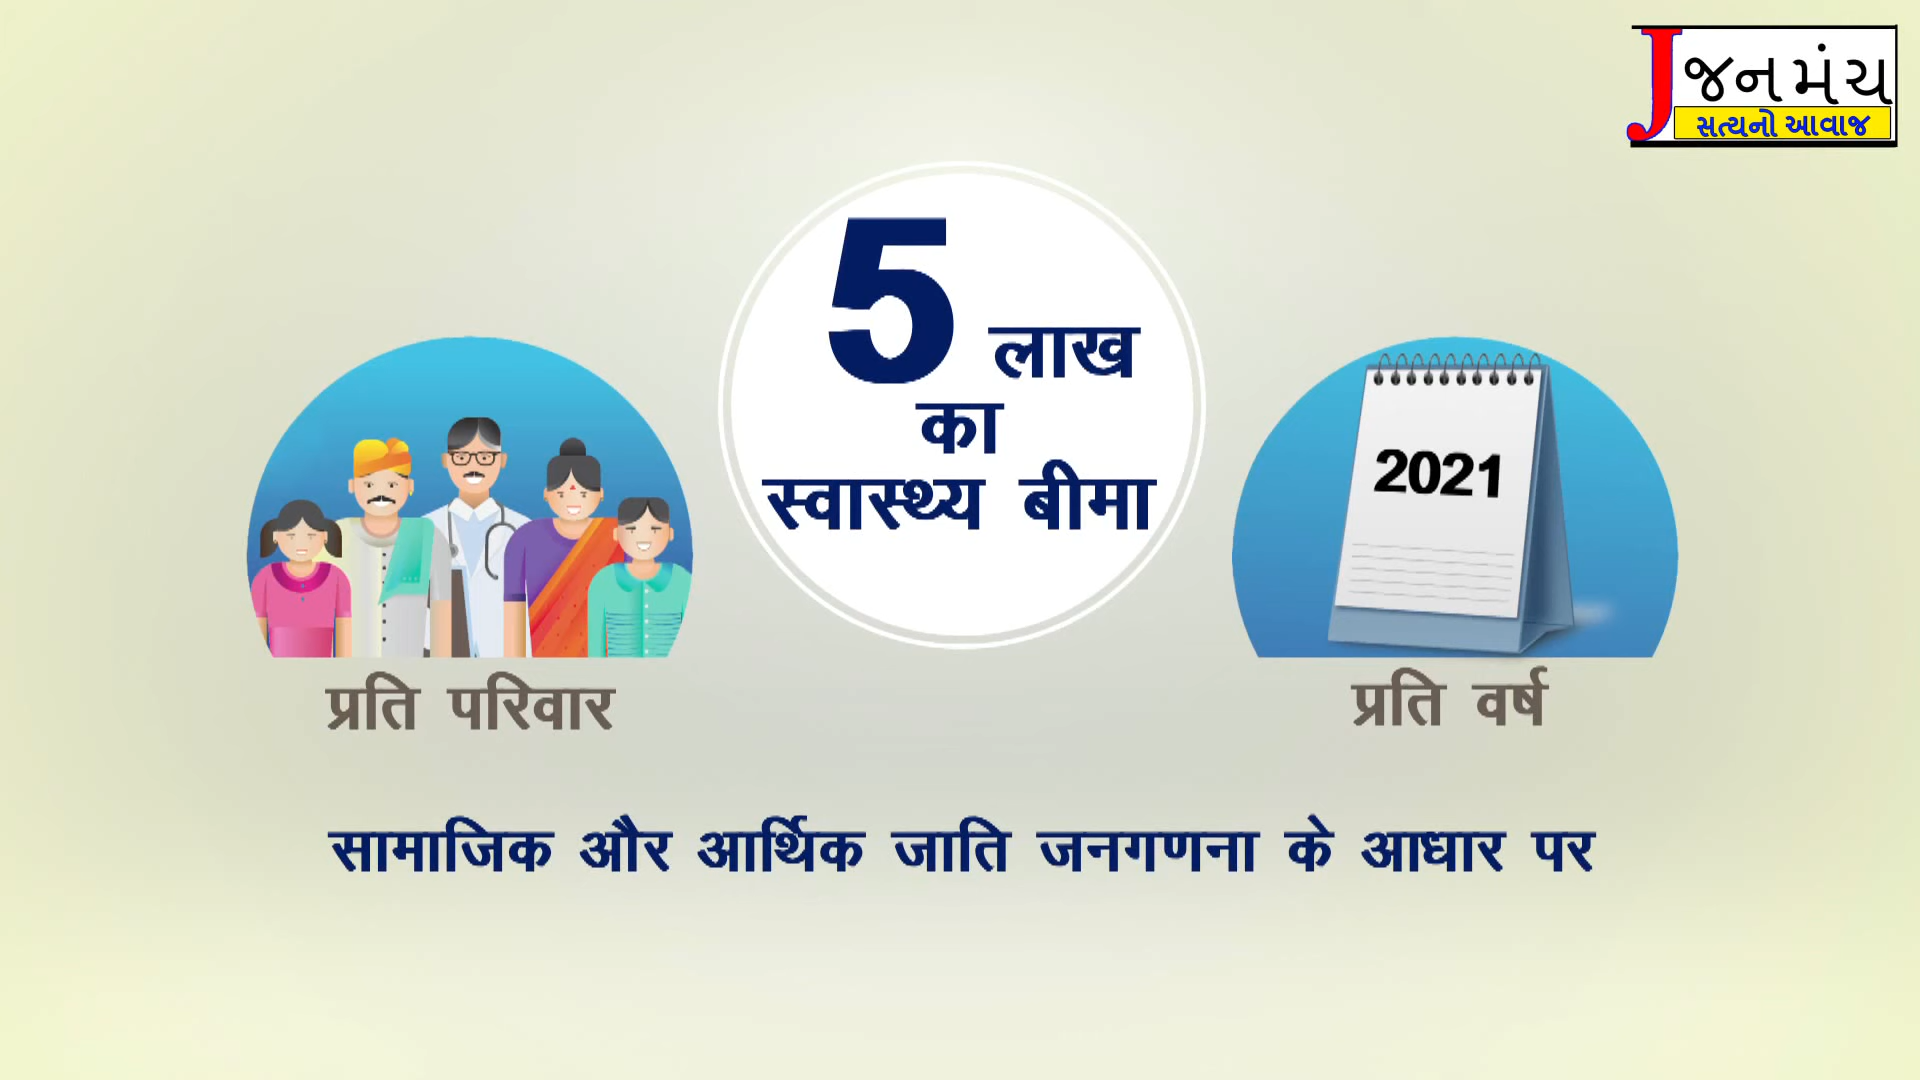 J જનમંચ
સત્યનો આવાજ
5 लाख
का
स्वास्थ्य बीमा
2021
प्रति परिवार
प्रति वर्ष
सामाजिक और आर्थिक जाति जनगणना के आधार पर